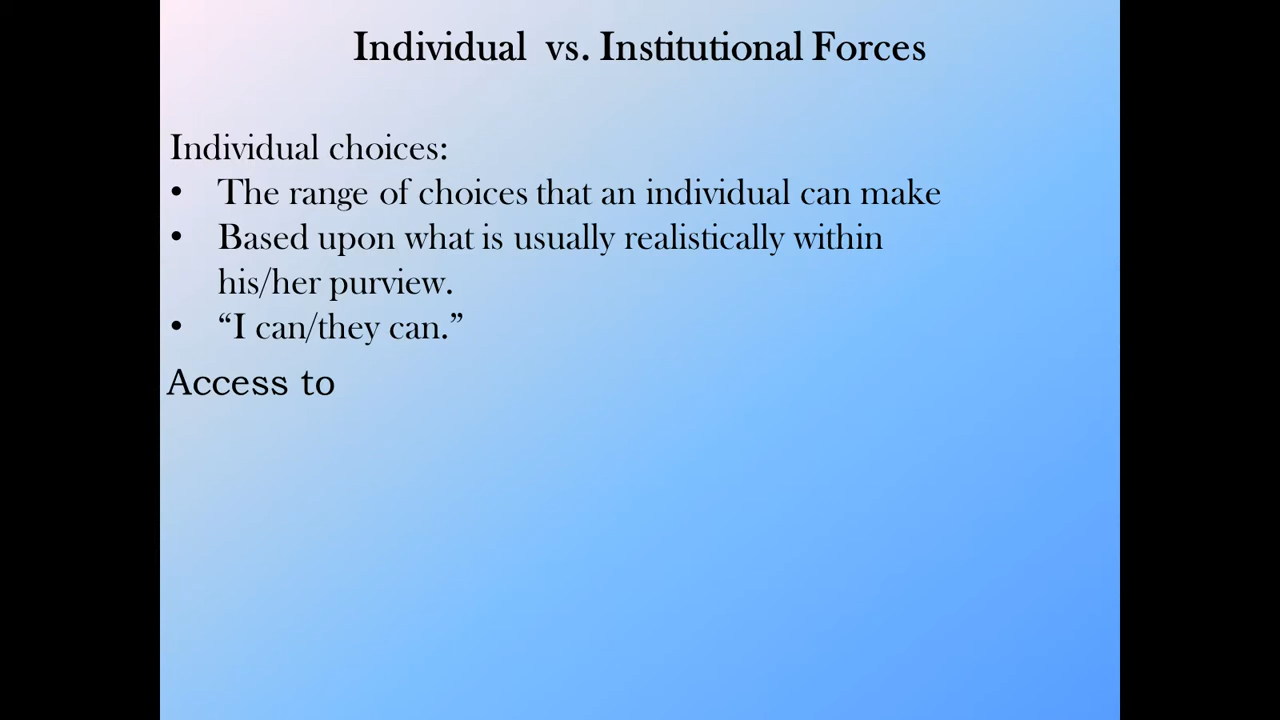 Individual  vs. Institutional Forces
Individual choices:
• The range of choices that an individual can make
• Based upon what is usually realistically within
his/her purview.
• “I can/they can.”
Access to